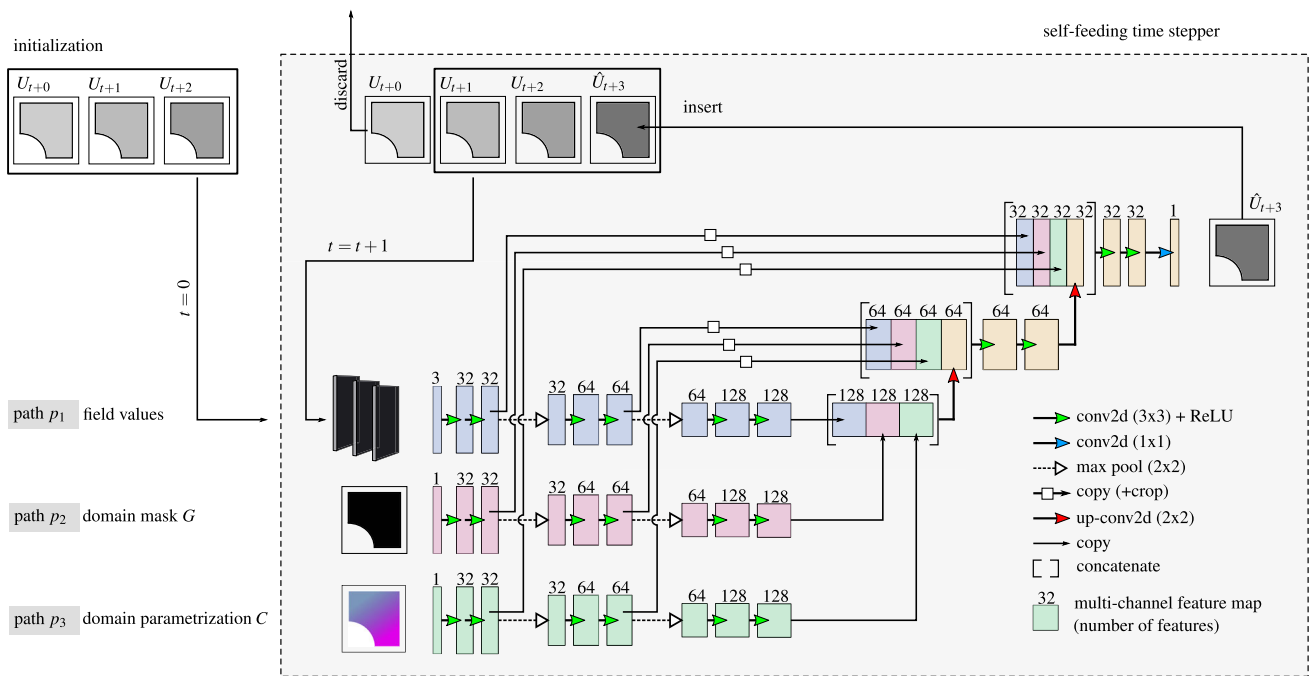 initialization
self-feeding time stepper
U_{t+0} U_{t+1} U_{t+2}
discard
U_{t+0} U_{t+1} U_{t+2} Û_{t+3}
insert
t = t + 1
t = 0
32 32 32 32 32 32 1
Û_{t+3}
64 64 64 64 64 64
path p_1 field values
3 32 32 32 64 64 64 128 128 128 128 128
path p_2 domain mask G
1 32 32 32 64 64 64 128 128
path p_3 domain parametrization C
1 32 32 32 64 64 64 128 128
conv2d (3x3) + ReLU
conv2d (1x1)
max pool (2x2)
copy (+crop)
up-conv2d (2x2)
copy
concatenate
32
multi-channel feature map
(number of features)